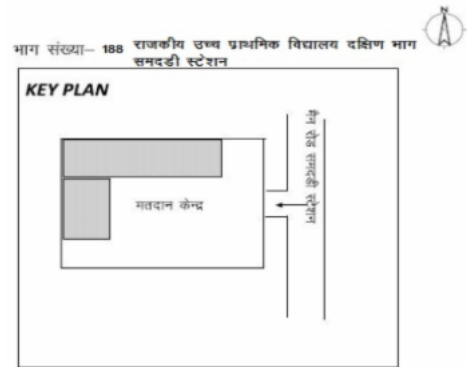 N
भाग संख्या– 188 राजकीय उच्च प्राथमिक विद्यालय दक्षिण भाग
समदडी स्टेशन
KEY PLAN
मतदान केन्द्र
मैन रोड समदडी स्टेशन